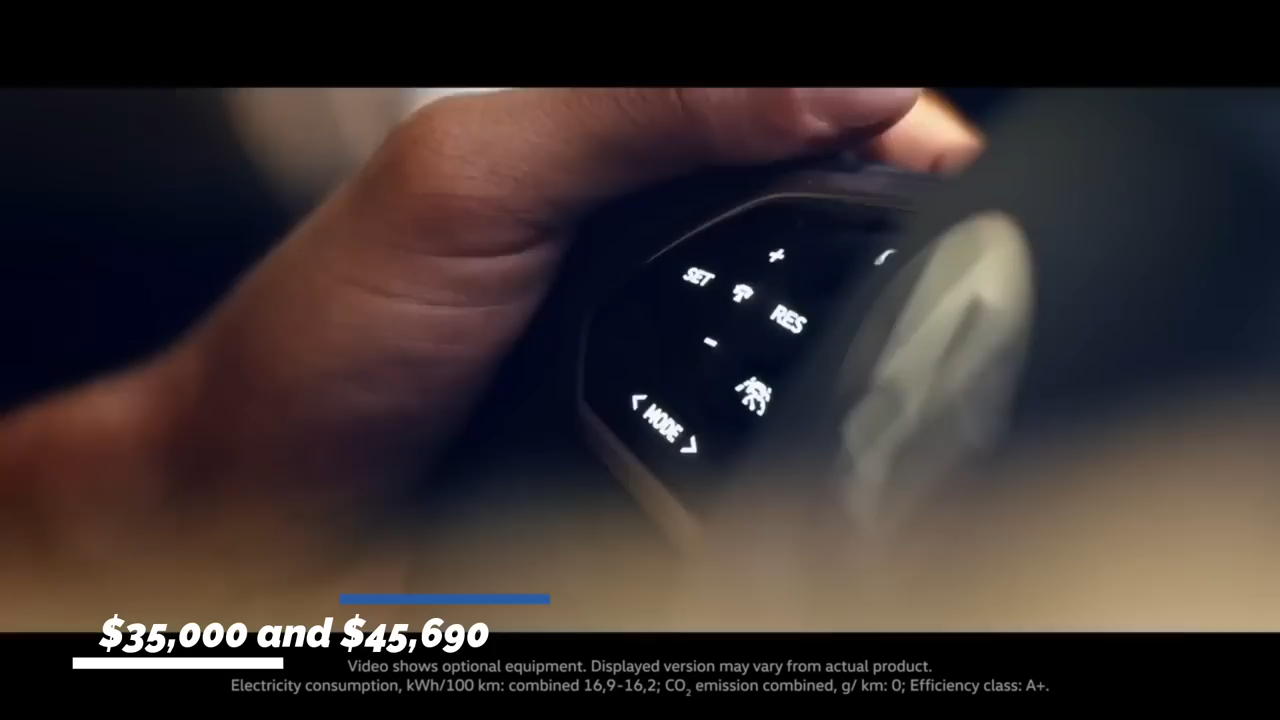 +
SET
RES
-
< MODE >
$35,000 and $45,690
Video shows optional equipment. Displayed version may vary from actual product.
Electricity consumption, kWh/100 km: combined 16,9-16,2; CO₂ emission combined, g/ km: 0; Efficiency class: A+.